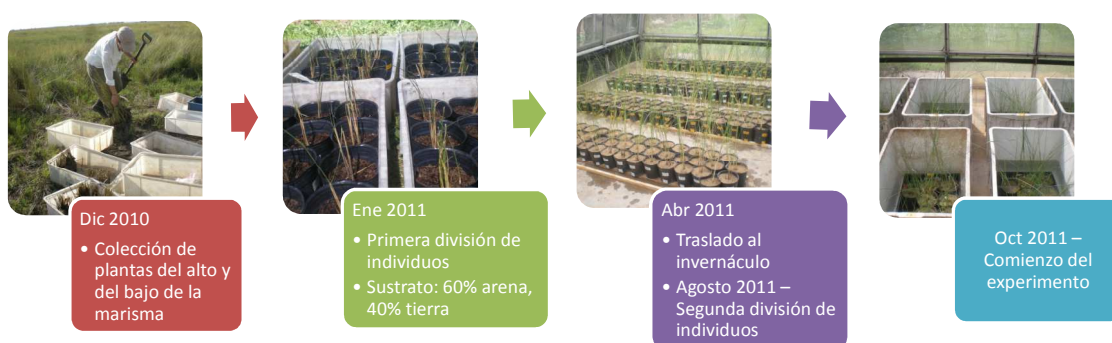 Dic 2010
• Colección de
plantas del alto y
del bajo de la
marisma
Ene 2011
• Primera división de
individuos
• Sustrato: 60% arena,
40% tierra
Abr 2011
• Traslado al
invernáculo
• Agosto 2011 –
Segunda división de
individuos
Oct 2011 –
Comienzo del
experimento